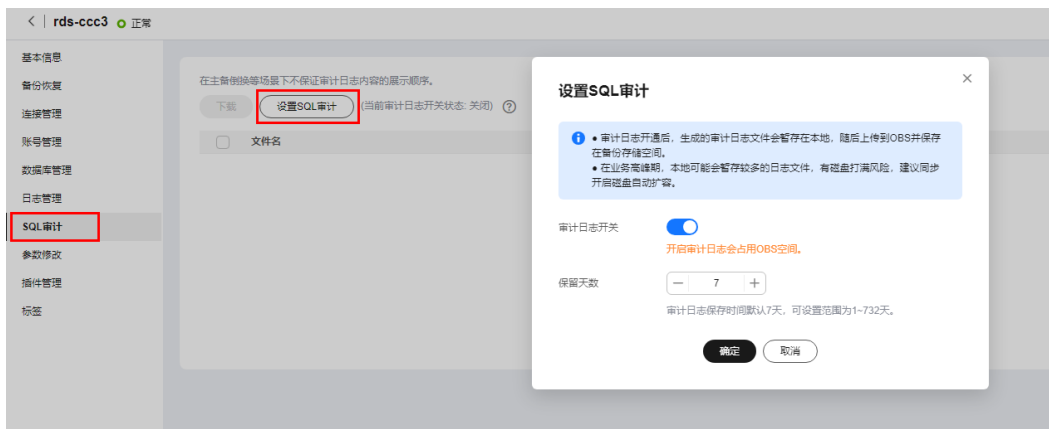 rds-ccc3 正常
基本信息
备份恢复
连接管理
账号管理
数据库管理
日志管理
SQL审计
参数修改
插件管理
标签
在主备倒换等场景下不保证审计日志内容的展示顺序。
下载 设置SQL审计 (当前审计日志开关状态: 关闭)
文件名
设置SQL审计
• 审计日志开通后，生成的审计日志文件会暂存在本地，随后上传到OBS并保存
在备份存储空间。
• 在业务高峰期，本地可能会暂存较多的日志文件，有磁盘打满风险，建议同步
开启磁盘自动扩容。
审计日志开关
开启审计日志会占用OBS空间。
保留天数
7
审计日志保存时间默认7天，可设置范围为1~732天。
确定 取消